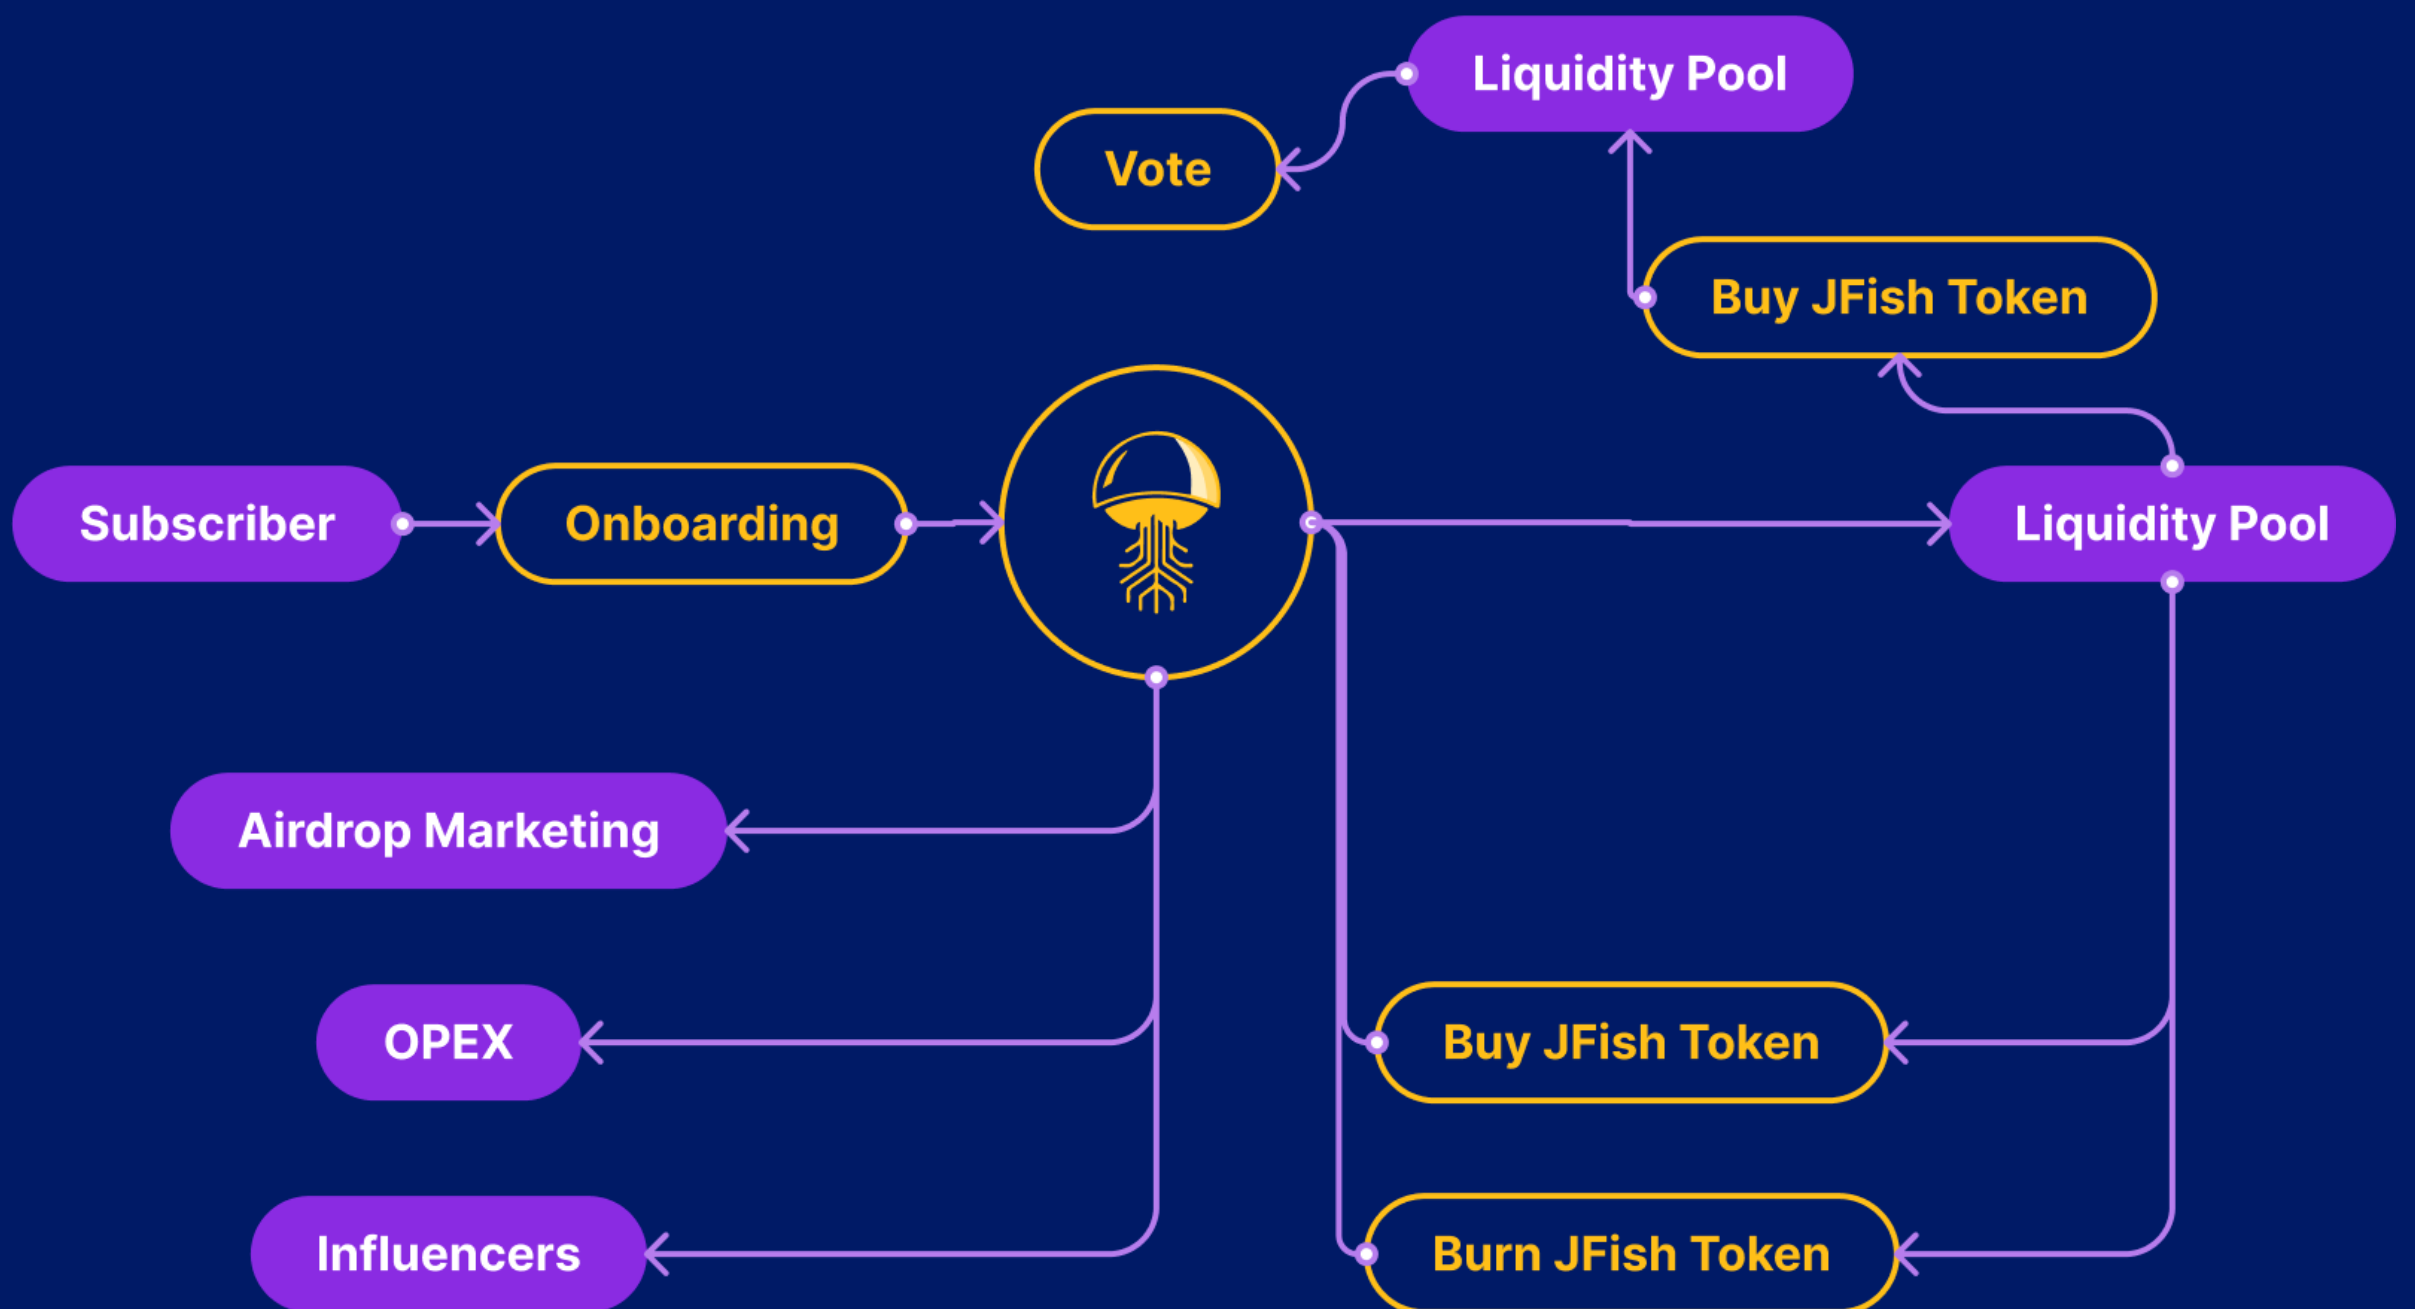 Liquidity Pool
Vote
Buy JFish Token
Subscriber
Onboarding
Liquidity Pool
Airdrop Marketing
OPEX
Buy JFish Token
Influencers
Burn JFish Token